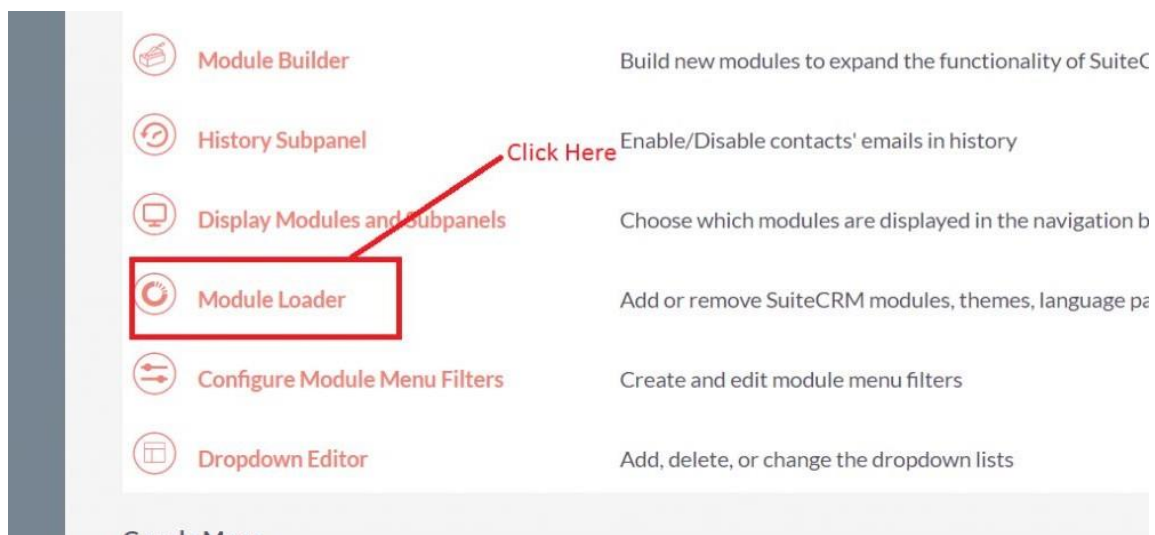 Module Builder
Build new modules to expand the functionality of
History Subpanel
Click Here
Enable/Disable contacts' emails in history
Display Modules and Subpanels
Choose which modules are displayed in the navigation
Module Loader
Add or remove SuiteCRM modules, themes, language
Configure Module Menu Filters
Create and edit module menu filters
Dropdown Editor
Add, delete, or change the dropdown lists